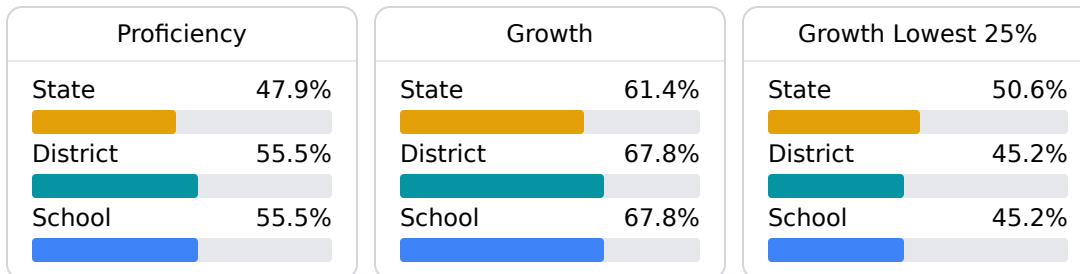 Proficiency
State 47.9%
District 55.5%
School 55.5%
Growth
State 61.4%
District 67.8%
School 67.8%
Growth Lowest 25%
State 50.6%
District 45.2%
School 45.2%